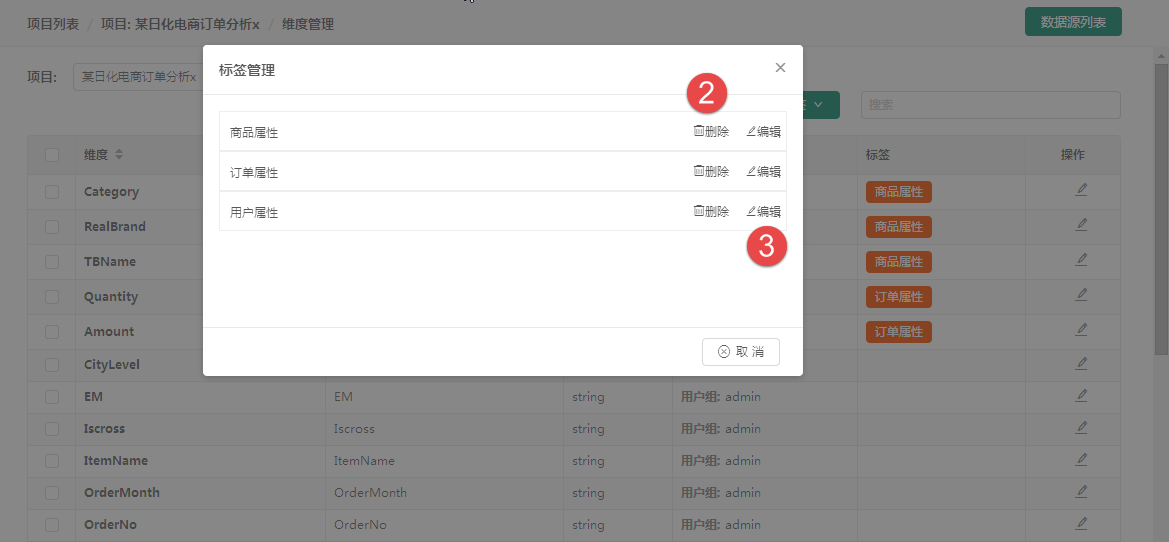 项目列表 / 项目: 某日化电商订单分析x / 维度管理
数据源列表
项目: 某日化电商订单分析x
搜索
标签管理
2
商品属性 删除 编辑
订单属性 删除 编辑
用户属性 删除 编辑
3
取 消
维度 标签 操作
Category 商品属性
RealBrand 商品属性
TBName 商品属性
Quantity 订单属性
Amount 订单属性
CityLevel
EM EM string 用户组: admin
Iscross Iscross string 用户组: admin
ItemName ItemName string 用户组: admin
OrderMonth OrderMonth string 用户组: admin
OrderNo OrderNo string 用户组: admin